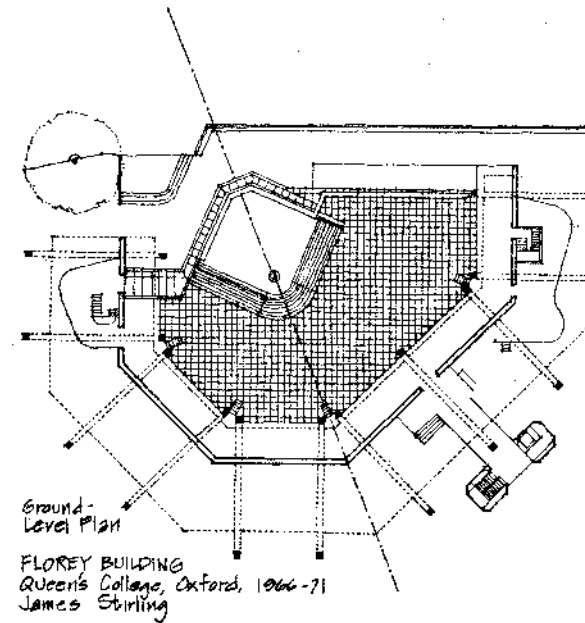 Ground-
Level Plan
FLOREY BUILDING
Queen's College, Oxford, 1966-71
James Stirling